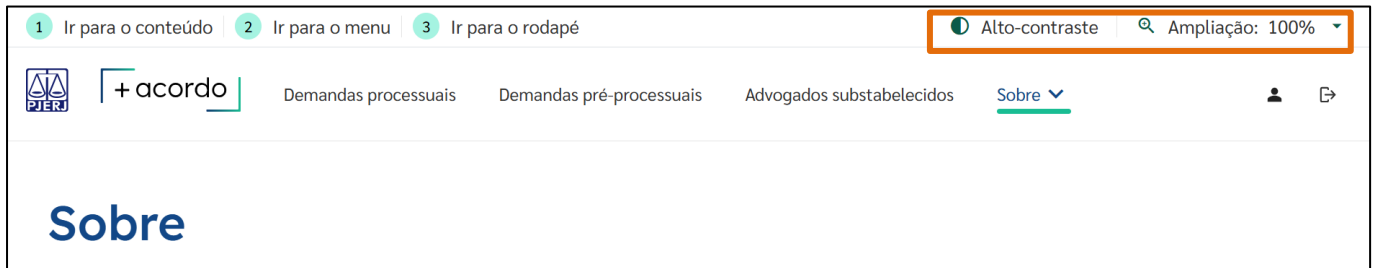 1 Ir para o conteúdo 2 Ir para o menu 3 Ir para o rodapé Alto-contraste Ampliação: 100%
PJERJ +acordo Demandas processuais Demandas pré-processuais Advogados substabelecidos Sobre
Sobre